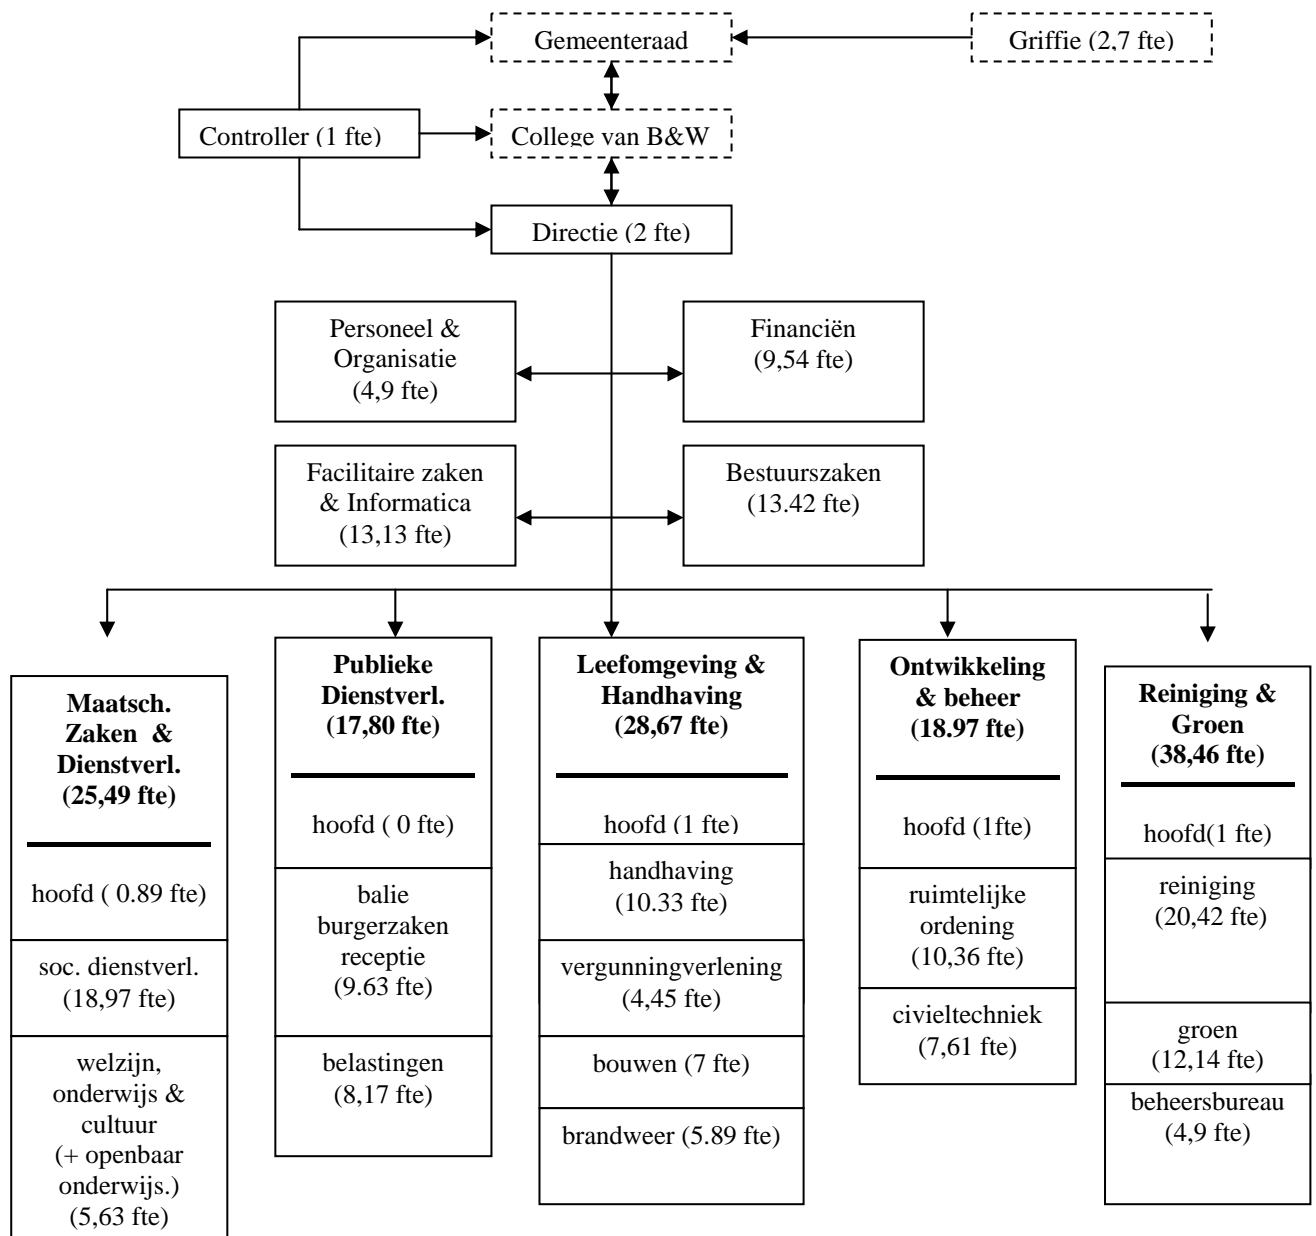 Gemeenteraad
Griffie (2,7 fte)
Controller (1 fte)
College van B&W
Directie (2 fte)
Personeel &
Organisatie
(4,9 fte)
Financiën
(9,54 fte)
Facilitaire zaken
& Informatica
(13,13 fte)
Bestuurszaken
(13.42 fte)
Maatsch.
Zaken &
Dienstverl.
(25,49 fte)
hoofd ( 0.89 fte)
soc. dienstverl.
(18,97 fte)
welzijn,
onderwijs &
cultuur
(+ openbaar
onderwijs.)
(5,63 fte)
Publieke
Dienstverl.
(17,80 fte)
hoofd ( 0 fte)
balie
burgerzaken
receptie
(9.63 fte)
belastingen
(8,17 fte)
Leefomgeving &
Handhaving
(28,67 fte)
hoofd (1 fte)
handhaving
(10.33 fte)
vergunningverlening
(4,45 fte)
bouwen (7 fte)
brandweer (5.89 fte)
Ontwikkeling
& beheer
(18.97 fte)
hoofd (1fte)
ruimtelijke
ordening
(10,36 fte)
civieltechniek
(7,61 fte)
Reiniging &
Groen
(38,46 fte)
hoofd(1 fte)
reiniging
(20,42 fte)
groen
(12,14 fte)
beheersbureau
(4,9 fte)